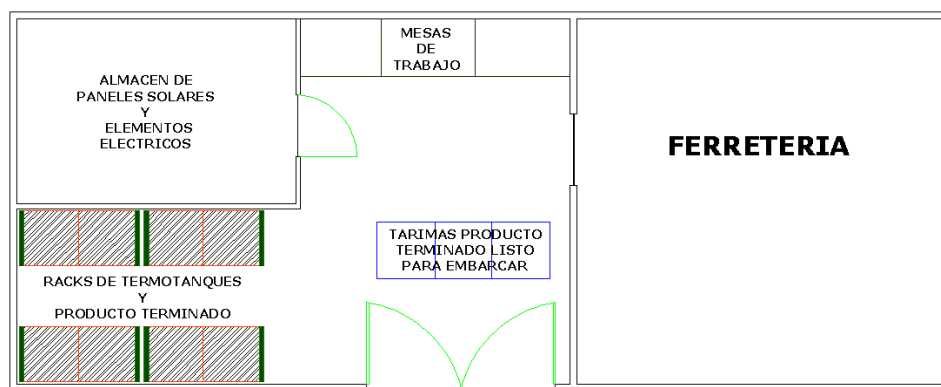 ALMACEN DE
PANELES SOLARES
Y
ELEMENTOS
ELECTRICOS
MESAS
DE
TRABAJO
FERRETERIA
TARIMAS PRODUCTO
TERMINADO LISTO
PARA EMBARCAR
RACKS DE TERMOTANQUES
Y
PRODUCTO TERMINADO